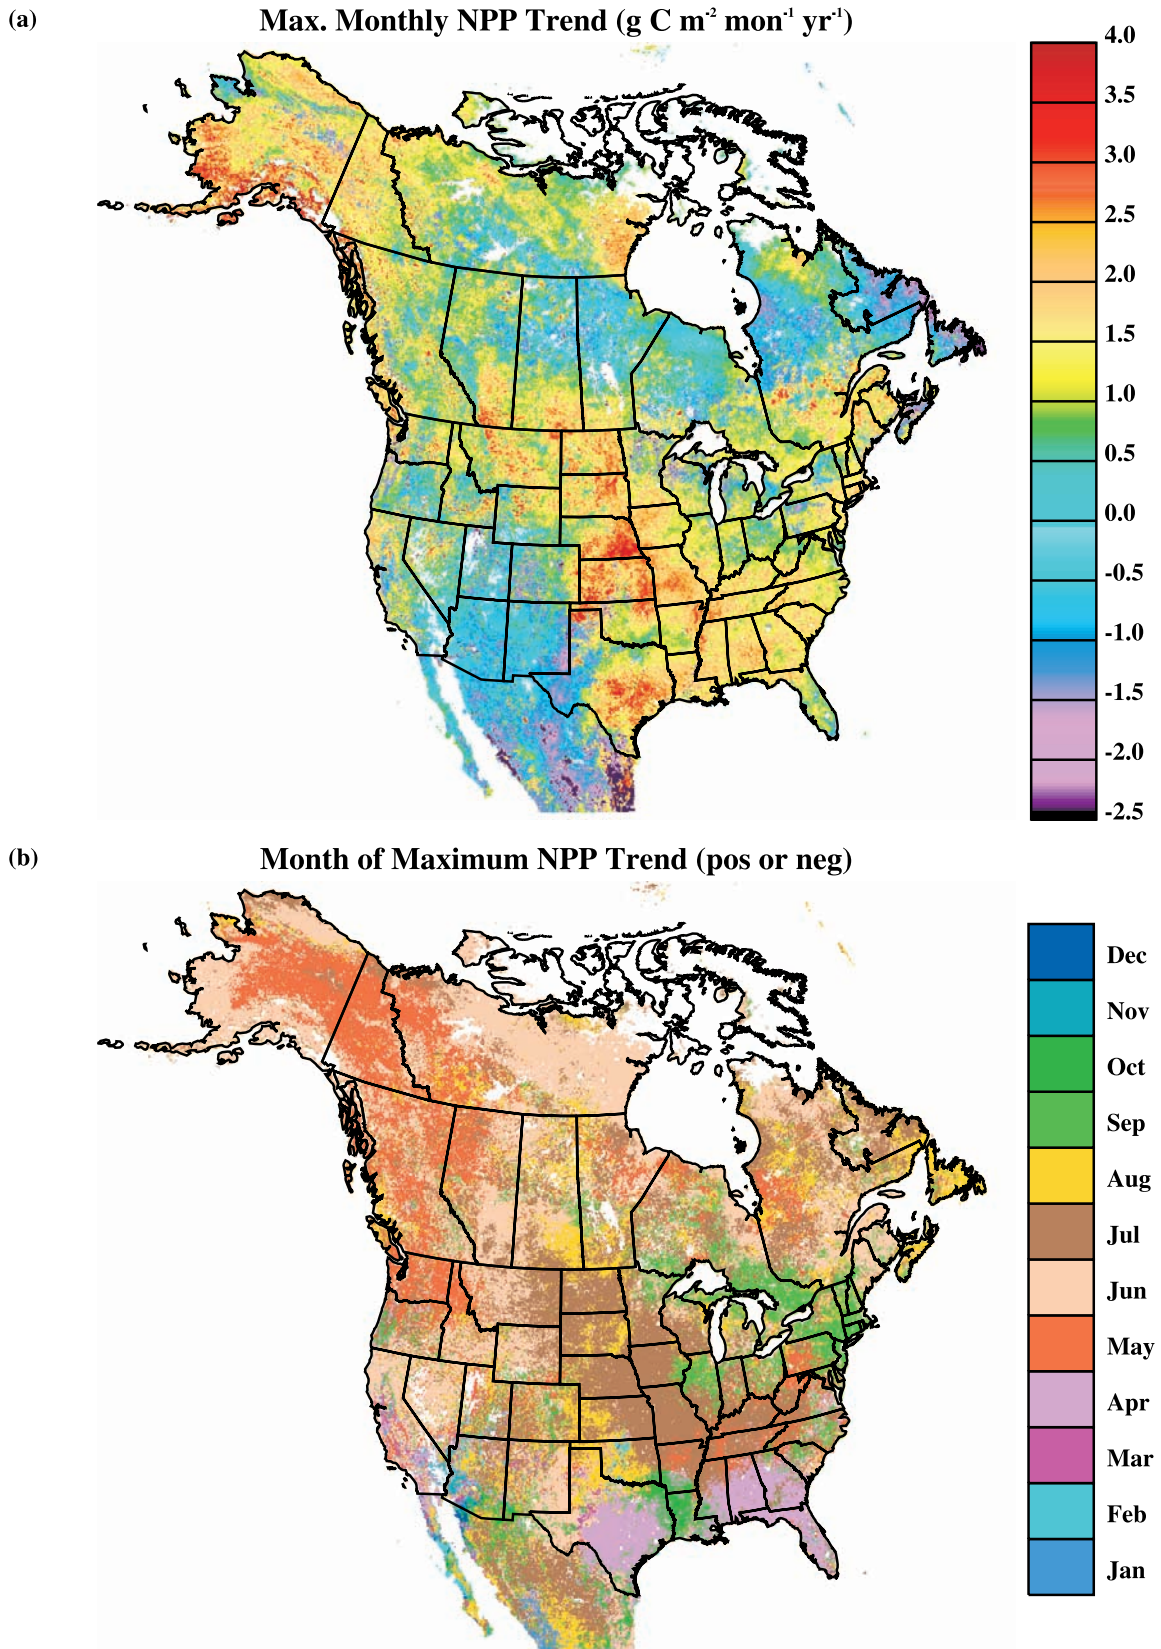 (a)
Max. Monthly NPP Trend (g C m⁻² mon⁻¹ yr⁻¹)
4.0
3.5
3.0
2.5
2.0
1.5
1.0
0.5
0.0
-0.5
-1.0
-1.5
-2.0
-2.5
(b)
Month of Maximum NPP Trend (pos or neg)
Dec
Nov
Oct
Sep
Aug
Jul
Jun
May
Apr
Mar
Feb
Jan